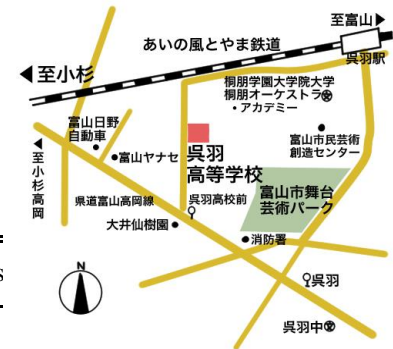 至富山▶
あいの風とやま鉄道
呉羽駅
◀至小杉
桐朋学園大学院大学
桐朋オーケストラ
・アカデミー
富山日野
自動車
●富山ヤナセ
呉羽
高等学校
富山市民芸術
創造センター
◀至小杉高岡
県道富山高岡線
呉羽高校前
富山市舞台
芸術パーク
大井仙樹園●
●消防署
N
呉羽
呉羽中
s